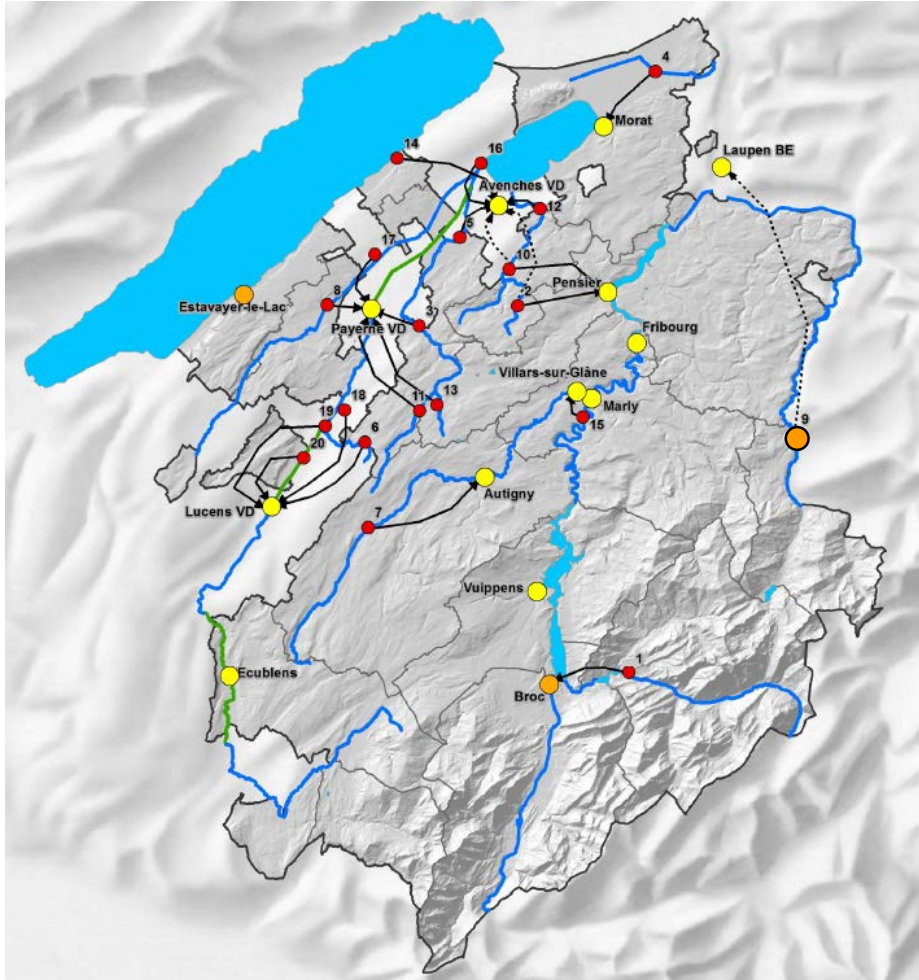 4
Morat
14
16
Laupen BE
Avenches VD
12
5
17
10
Pensier
8
2
Estavayer-le-Lac
3
Payerne VD
Fribourg
Villars-sur-Glâne
18
11
13
Marly
19
6
15
9
20
Autigny
Lucens VD
7
Vuippens
1
Ecublens
Broc